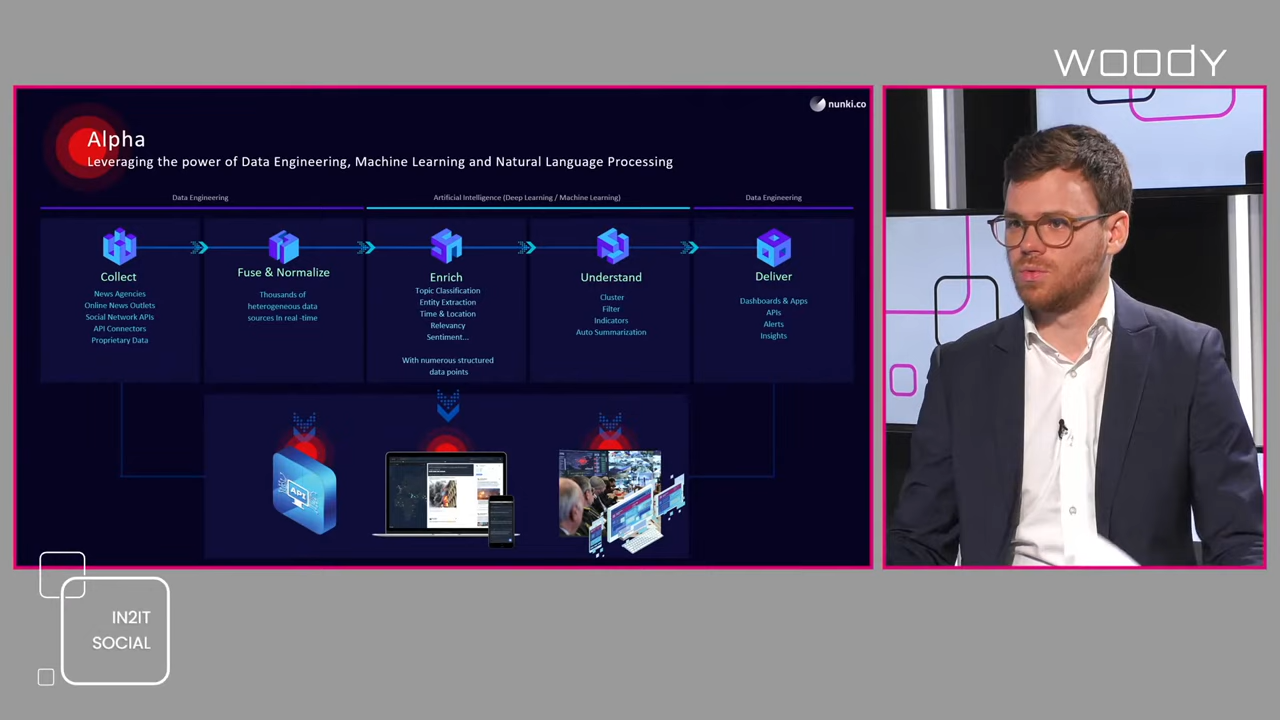 woody
nunki.co
Alpha
Leveraging the power of Data Engineering, Machine Learning and Natural Language Processing
Data Engineering
Artificial Intelligence (Deep Learning / Machine Learning)
Data Engineering
Collect
News Agencies
Online News Outlets
Social Network APIs
API Connectors
Proprietary Data
Fuse & Normalize
Thousands of
heterogeneous data
sources In real -time
Enrich
Topic Classification
Entity Extraction
Time & Location
Relevancy
Sentiment...
With numerous structured
data points
Understand
Cluster
Filter
Indicators
Auto Summarization
Deliver
Dashboards & Apps
APIs
Alerts
Insights
API
IN2IT
SOCIAL